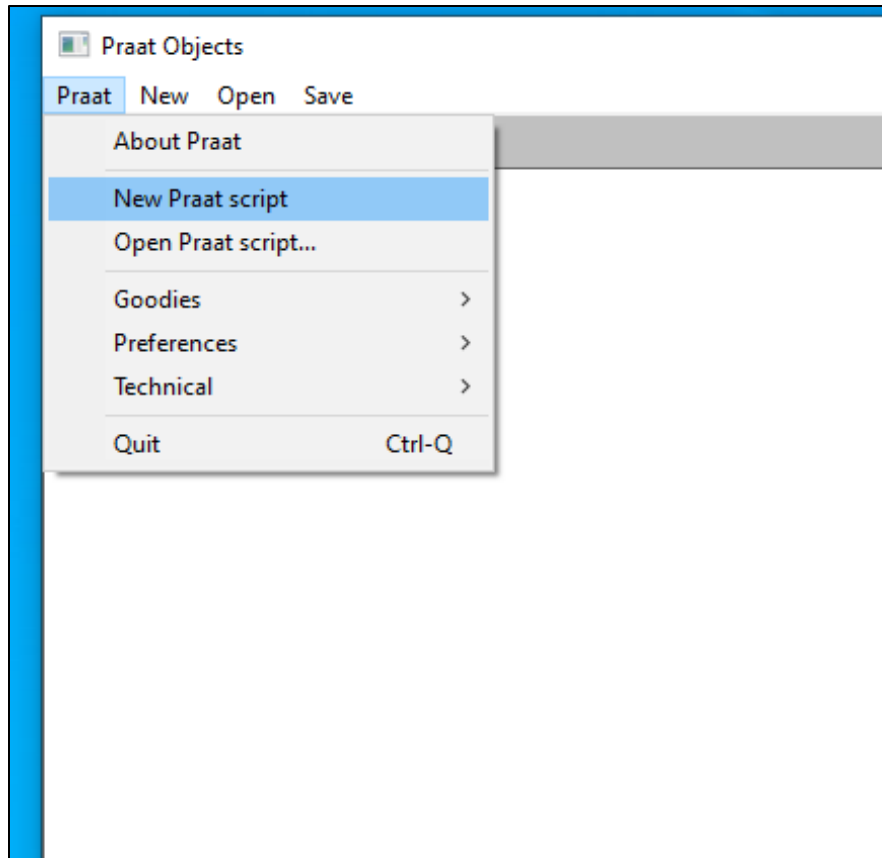 Praat Objects
Praat New Open Save
About Praat
New Praat script
Open Praat script...
Goodies
Preferences
Technical
Quit Ctrl-Q